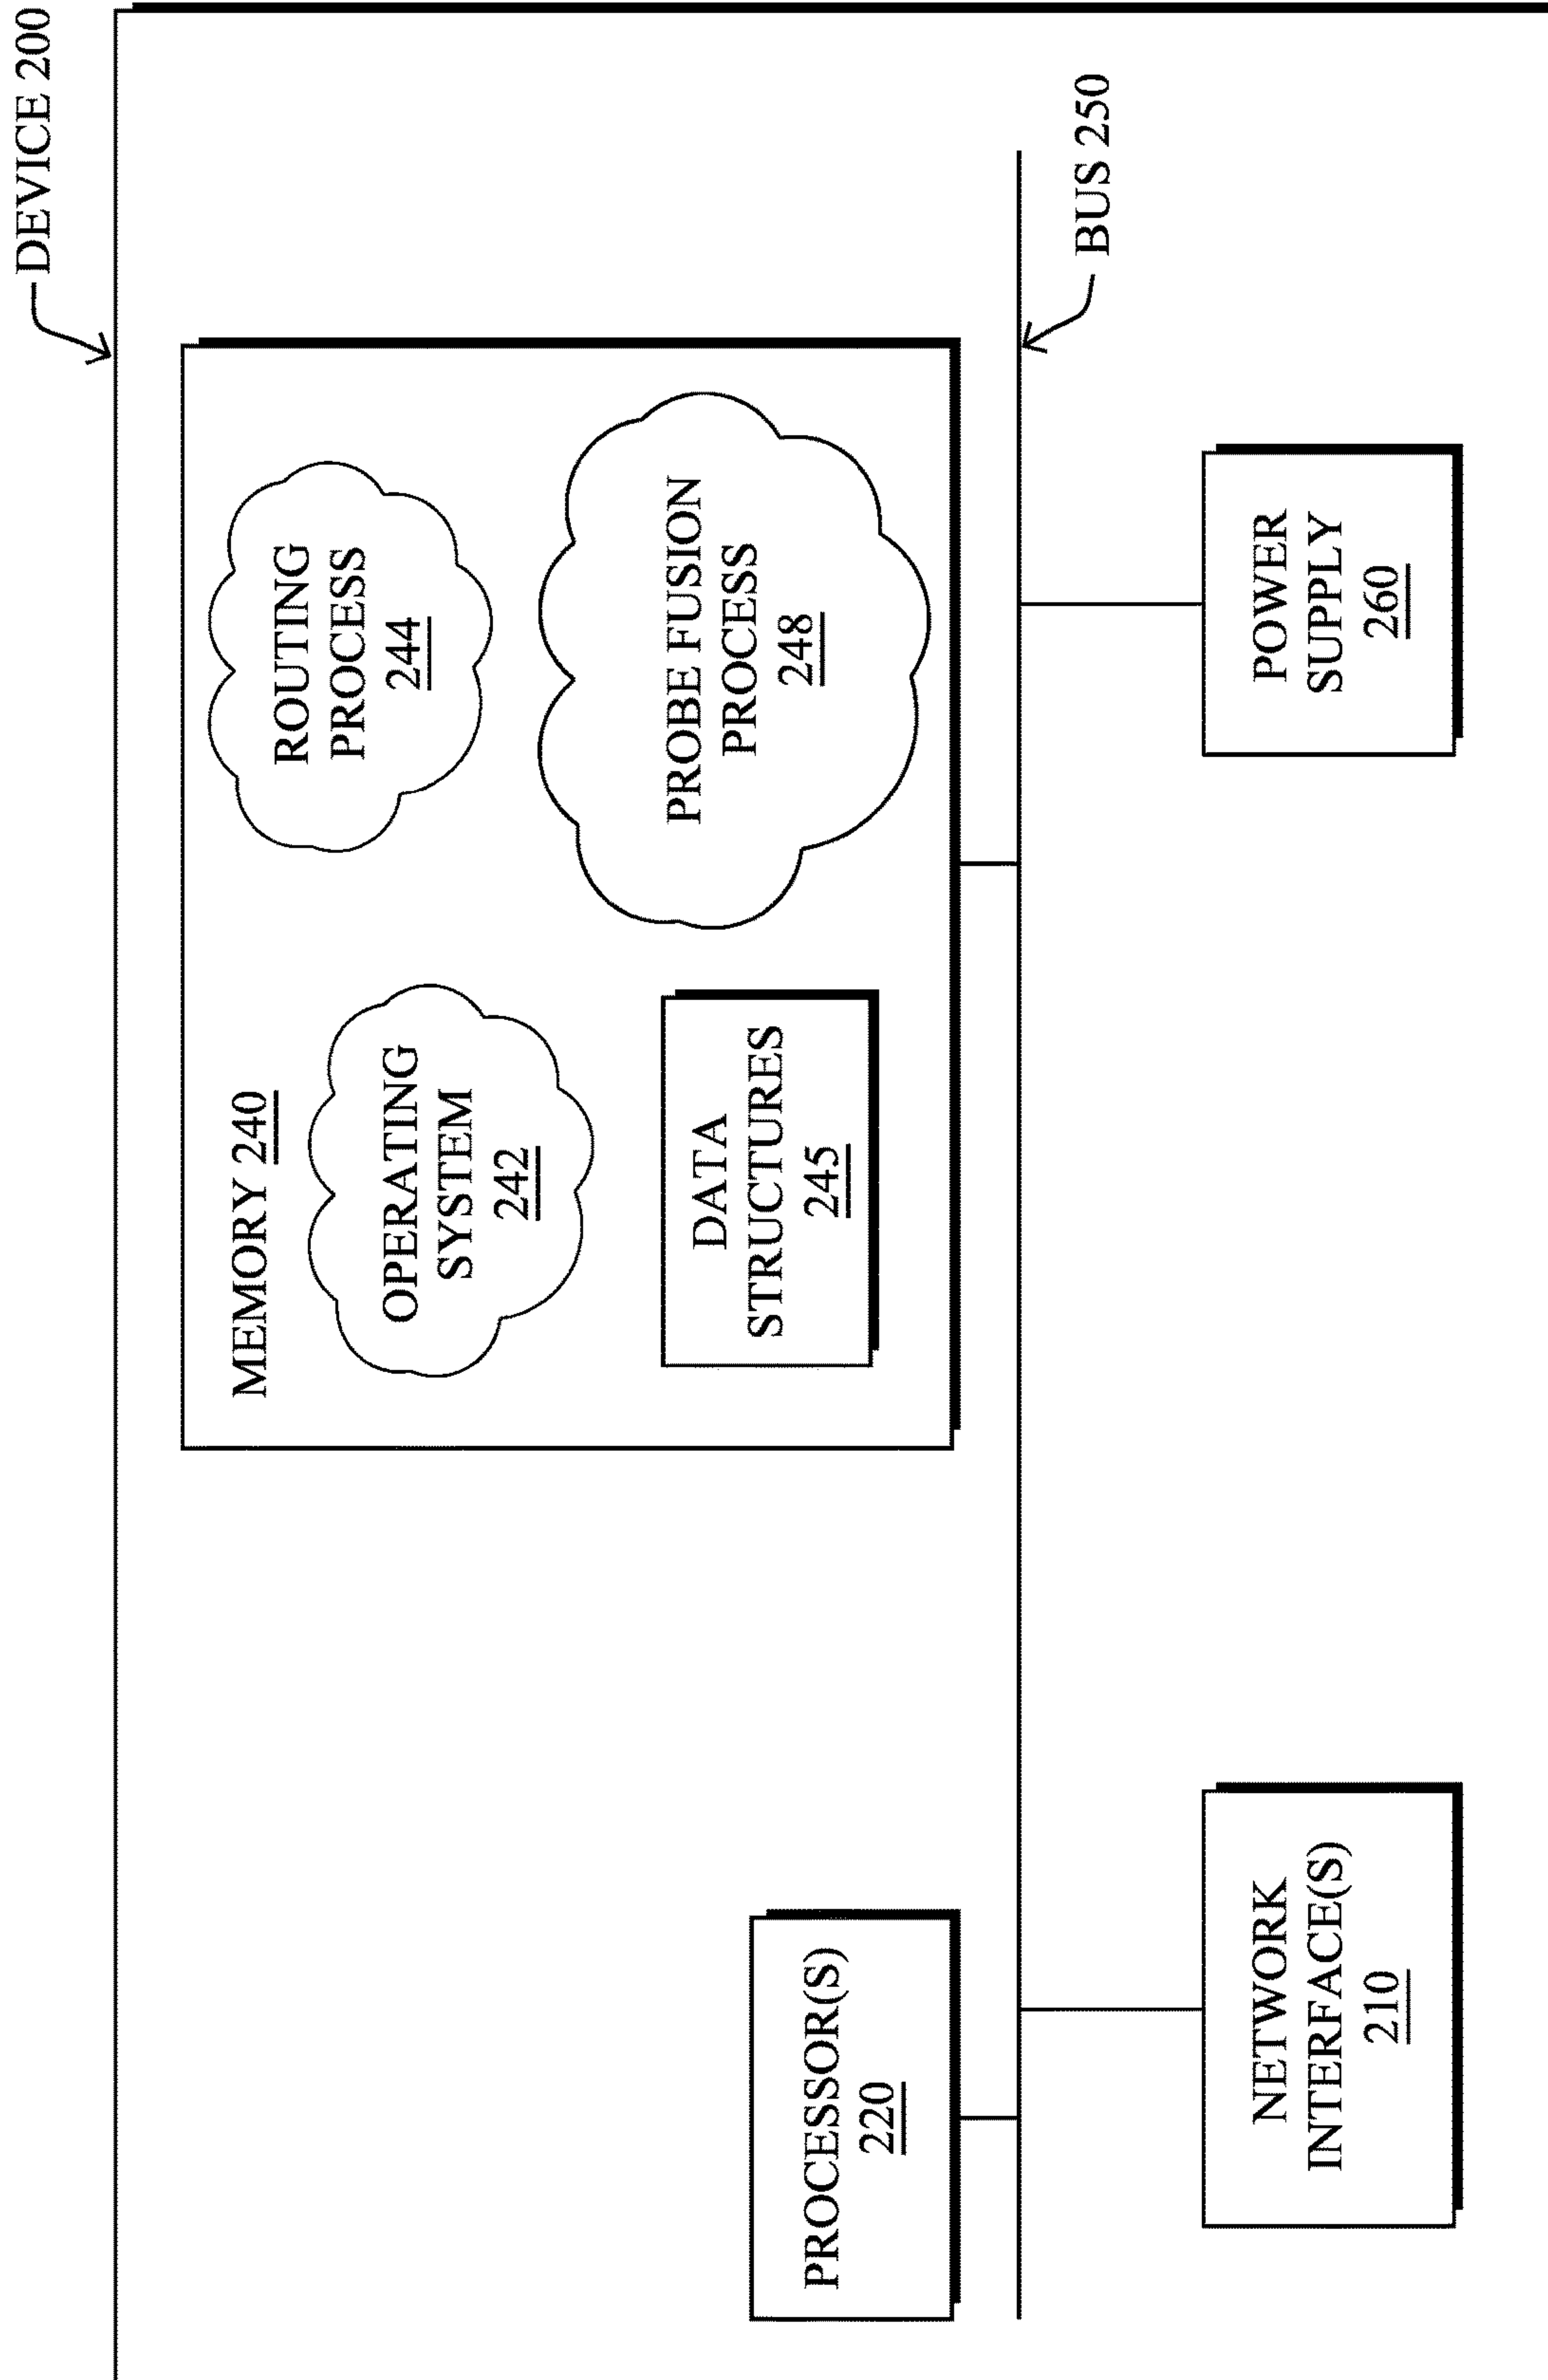 DEVICE 200
MEMORY 240
OPERATING
SYSTEM
242
ROUTING
PROCESS
244
DATA
STRUCTURES
245
PROBE FUSION
PROCESS
248
PROCESSOR(S)
220
BUS 250
NETWORK
INTERFACE(S)
210
POWER
SUPPLY
260